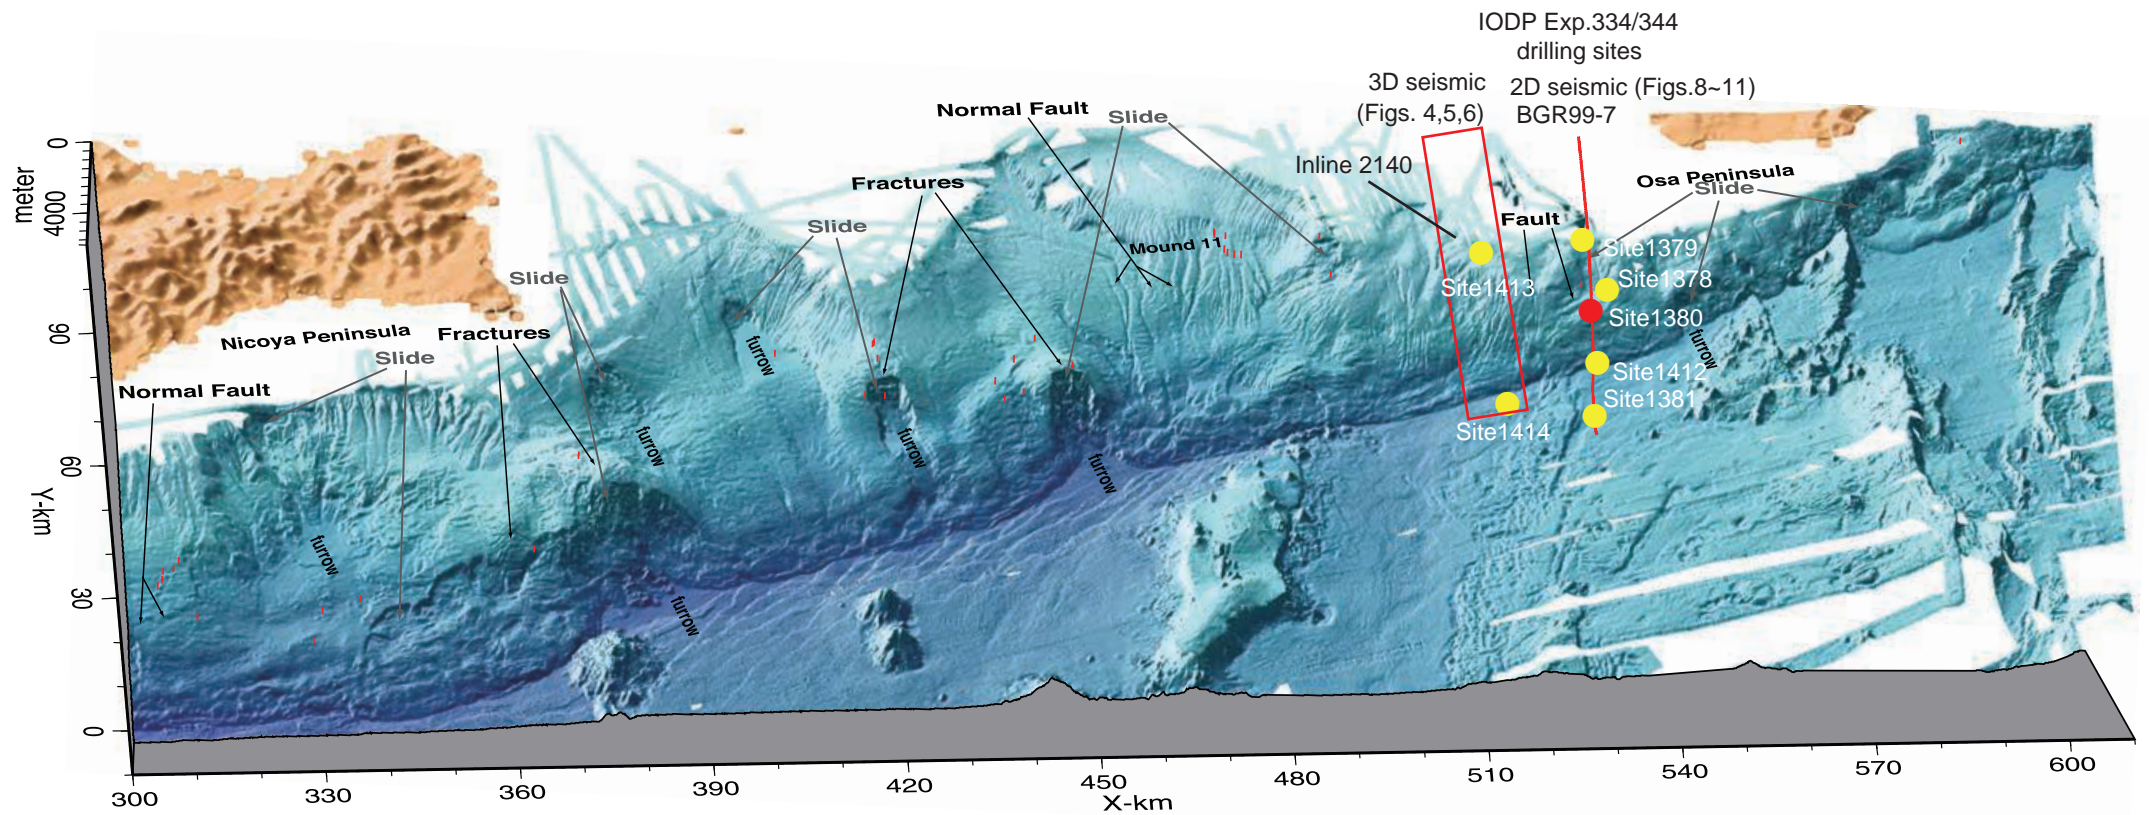 IODP Exp.334/344
drilling sites
3D seismic
(Figs. 4,5,6)
2D seismic (Figs.8~11)
BGR99-7
Normal Fault
Slide
Inline 2140
Fractures
Osa Peninsula
Slide
Slide
Fault
Mound 11
Site1379
Site1378
Site1413
Site1380
Slide
Nicoya Peninsula
Fractures
Slide
Normal Fault
furrow
furrow
Site1412
Site1381
Site1414
furrow
furrow
furrow
furrow
furrow
0
4000
meter
90
60
30
0
Y-km
300
330
360
390
420
450
480
510
540
570
600
X-km